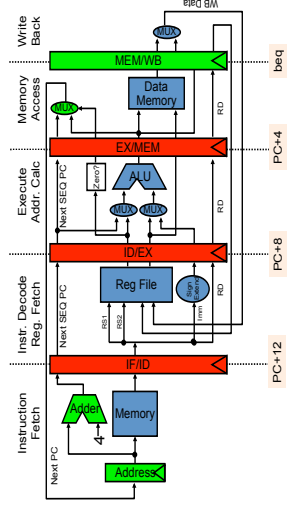 Instruction
Fetch
Instr. Decode
Reg. Fetch
Execute
Addr. Calc
Memory
Access
Write
Back
Next PC
Next SEQ PC
Next SEQ PC
4
Adder
Address
Memory
IF/ID
RS1
RS2
Reg File
Imm
Sign
Extend
RD
ID/EX
Zero?
MUX
MUX
ALU
RD
EX/MEM
MUX
Data
Memory
RD
MEM/WB
MUX
WB Data
PC+12
PC+8
PC+4
beq